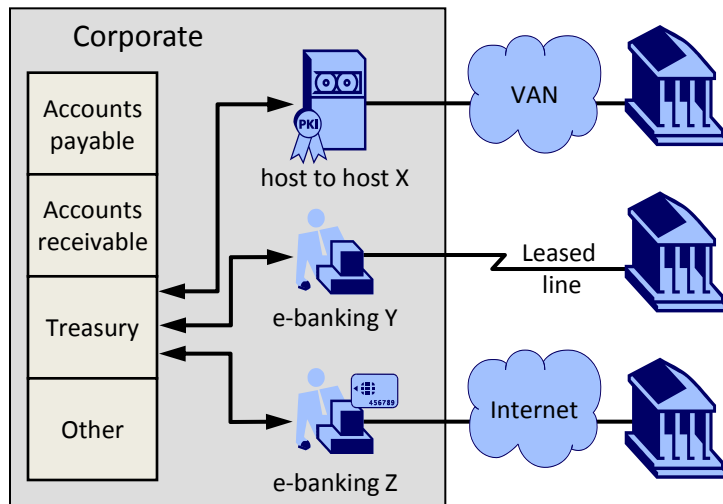 Corporate
Accounts
payable
Accounts
receivable
Treasury
Other
PKI
host to host X
VAN
e-banking Y
Leased
line
456789
e-banking Z
Internet